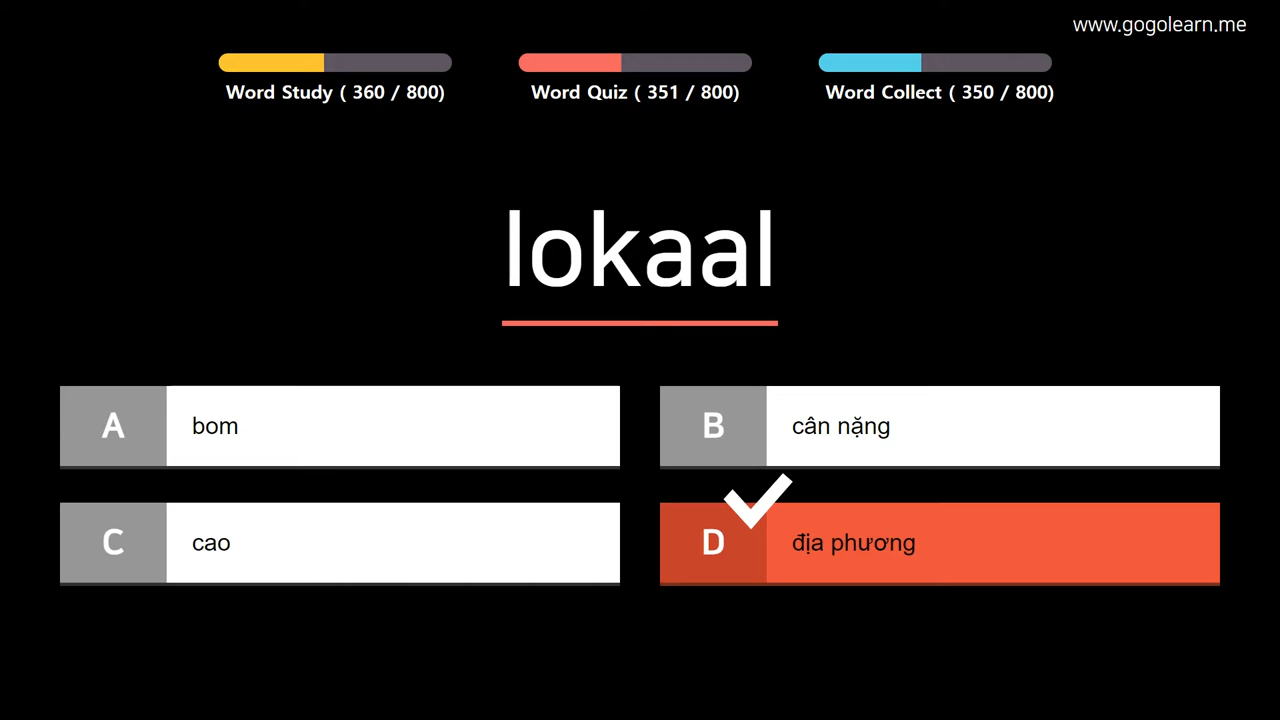 www.gogolearn.me
Word Study ( 360 / 800)
Word Quiz ( 351 / 800)
Word Collect ( 350 / 800)
lokaal
A bom
B cân nặng
C cao
D địa phương